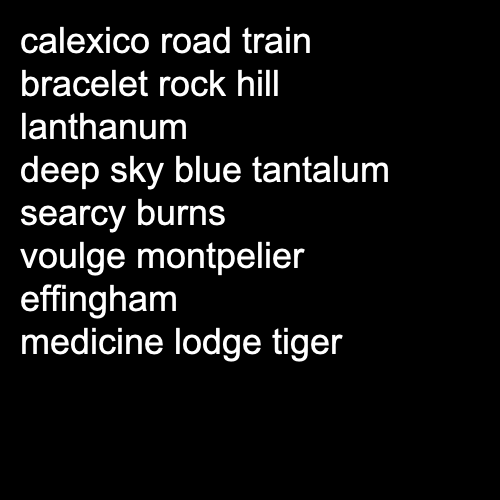 calexico road train
bracelet rock hill
lanthanum
deep sky blue tantalum
searcy burns
voulge montpelier
effingham
medicine lodge tiger